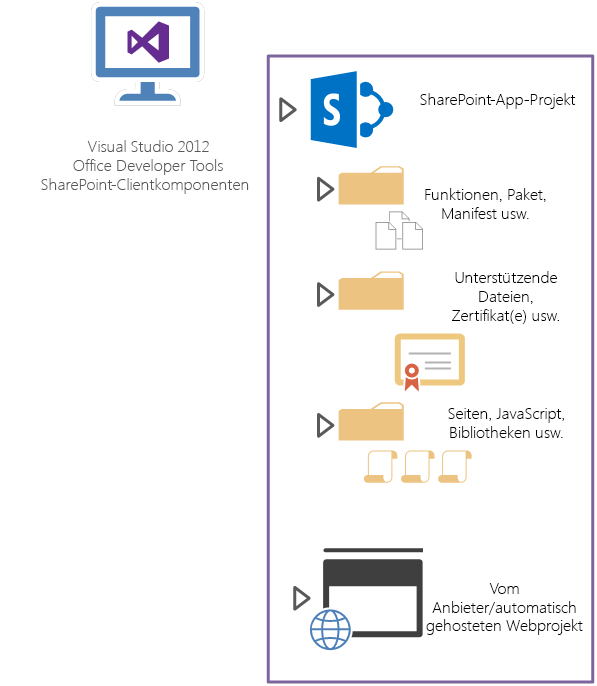 Visual Studio 2012
Office Developer Tools
SharePoint-Clientkomponenten
S
SharePoint-App-Projekt
Funktionen, Paket,
Manifest usw.
Unterstützende
Dateien,
Zertifikat(e) usw.
Seiten, JavaScript,
Bibliotheken usw.
Vom
Anbieter/automatisch
gehosteten Webprojekt